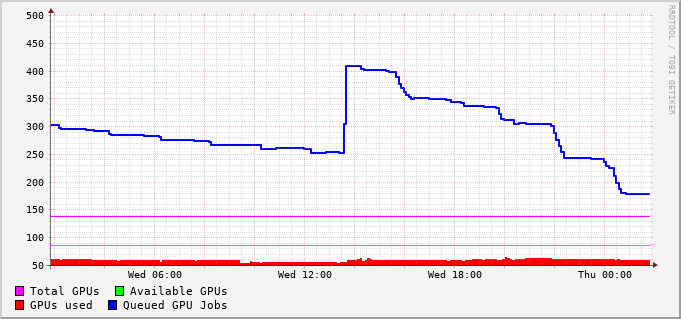 500
450
400
350
300
250
200
150
100
50
Wed 06:00 Wed 12:00 Wed 18:00 Thu 00:00
Total GPUs Available GPUs
GPUs used Queued GPU Jobs
RRDTOOL / TOBI OETIKER